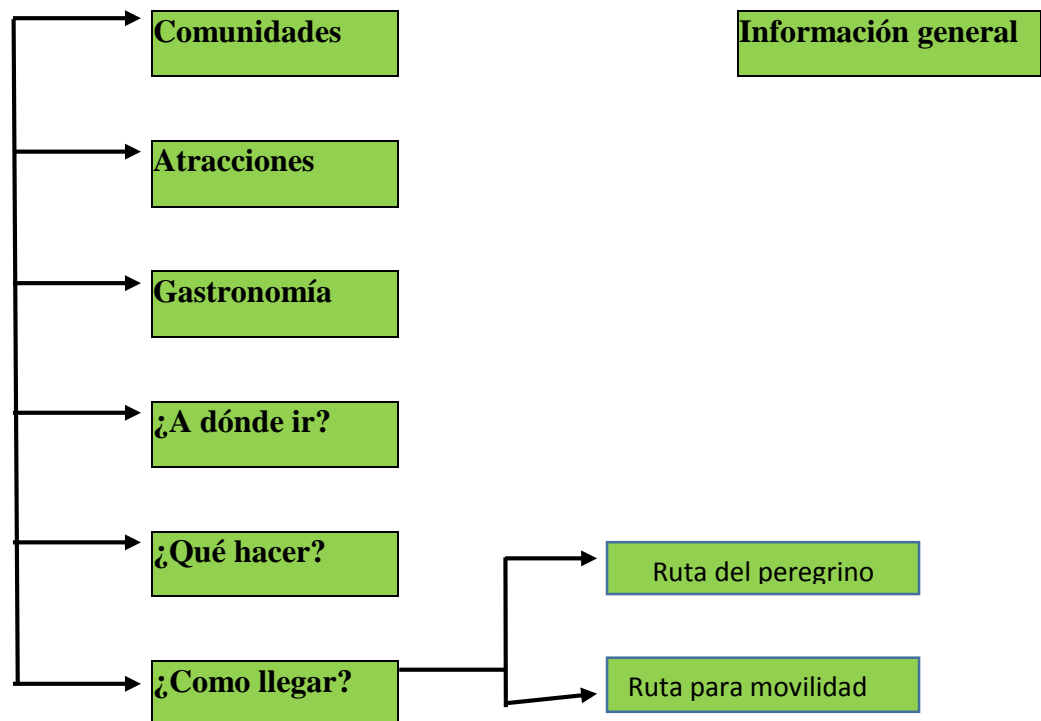 Comunidades
Información general
Atracciones
Gastronomía
¿A dónde ir?
¿Qué hacer?
Ruta del peregrino
¿Como llegar?
Ruta para movilidad